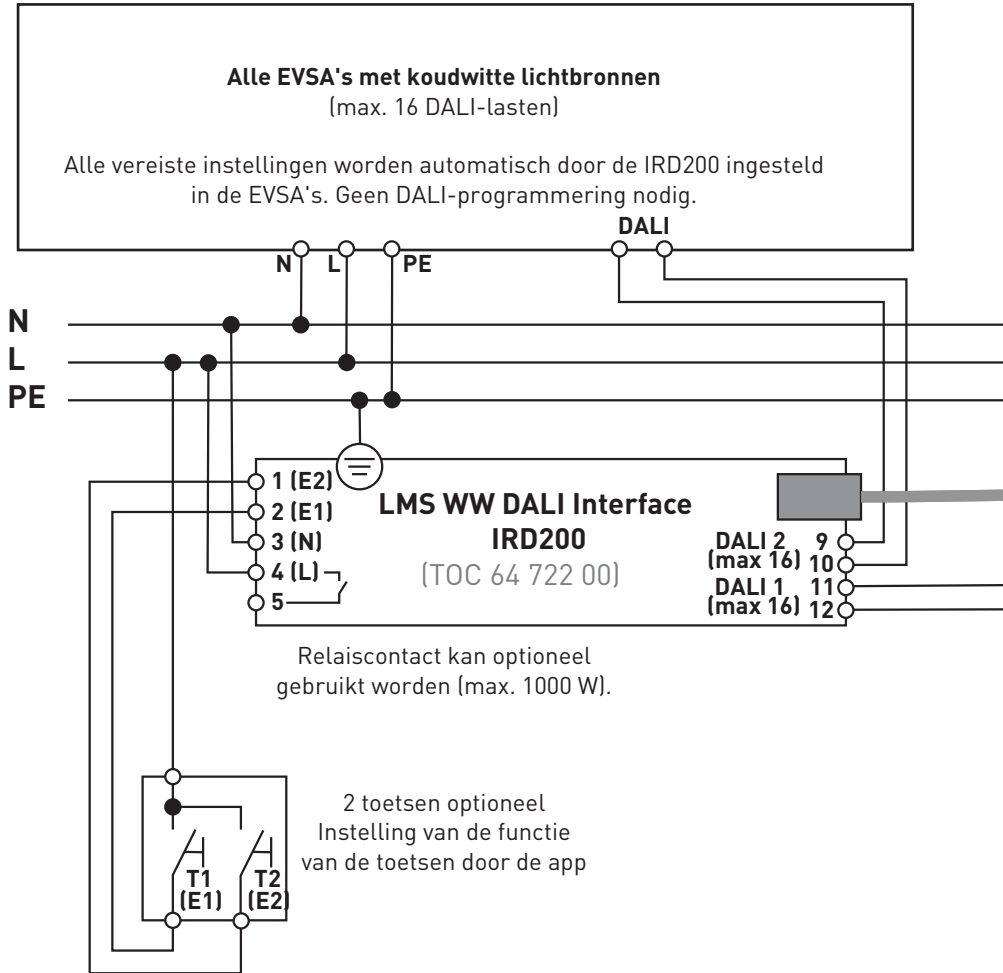 Alle EVSA's met koudwitte lichtbronnen
(max. 16 DALI-lasten)
Alle vereiste instellingen worden automatisch door de IRD200 ingesteld
in de EVSA's. Geen DALI-programmering nodig.
DALI
N L PE
N
L
PE
1 (E2)
2 (E1)
3 (N)
4 (L)
5
LMS WW DALI Interface
IRD200
(TOC 64 722 00)
DALI 2 9
(max 16) 10
DALI 1 11
(max 16) 12
Relaiscontact kan optioneel
gebruikt worden (max. 1000 W).
2 toetsen optioneel
Instelling van de functie
van de toetsen door de app
T1 T2
(E1) (E2)